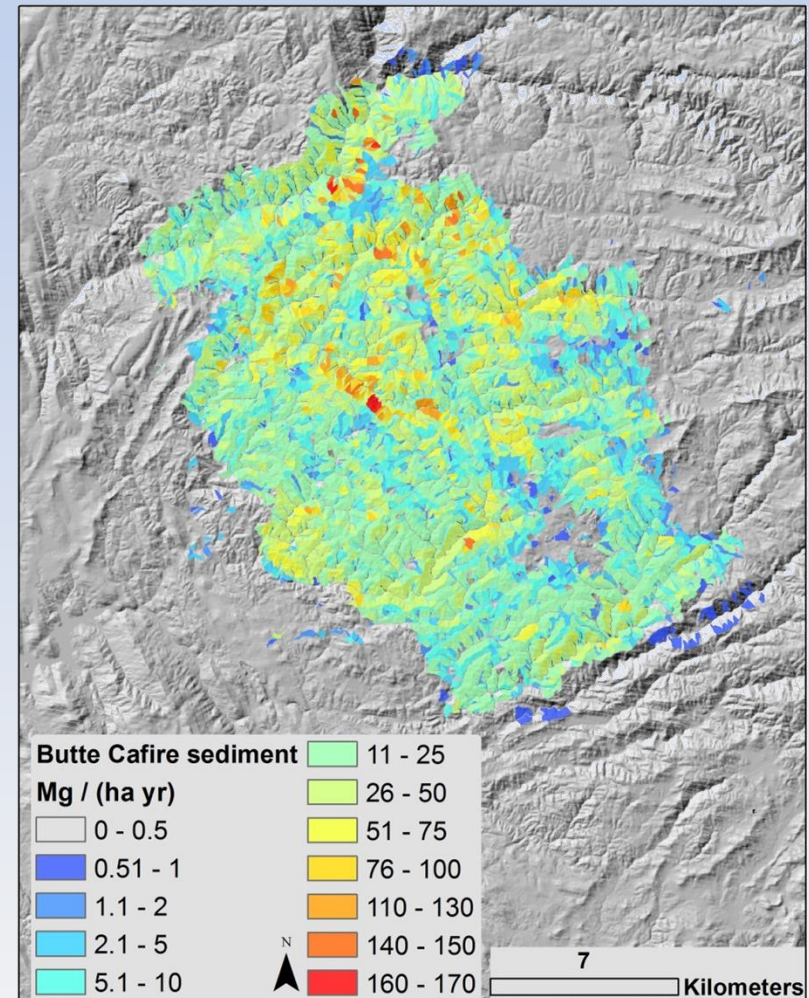 Butte Cafire sediment
Mg / (ha yr)
0 - 0.5
0.51 - 1
1.1 - 2
2.1 - 5
5.1 - 10
11 - 25
26 - 50
51 - 75
76 - 100
110 - 130
140 - 150
160 - 170
N
7
Kilometers